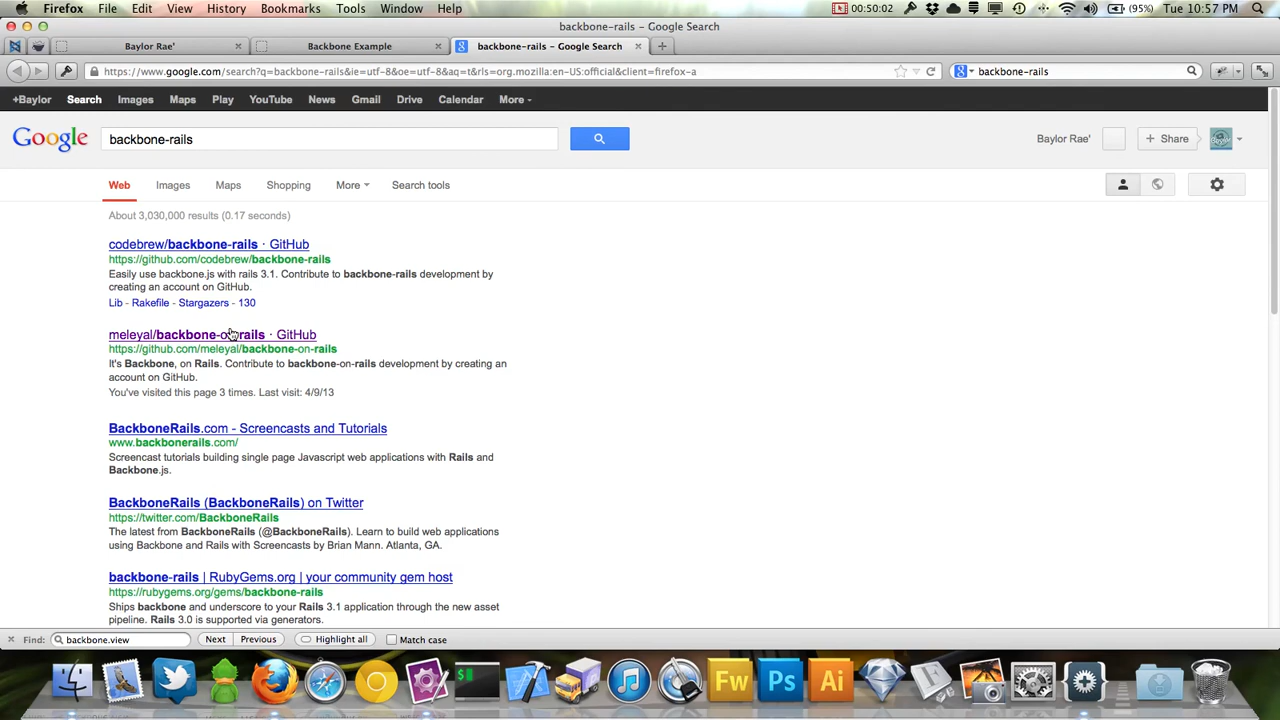 Firefox File Edit View History Bookmarks Tools Window Help 00:50:02 (95%) Tue 10:57 PM
backbone-rails - Google Search
Baylor Rae' Backbone Example backbone-rails - Google Search
https://www.google.com/search?q=backbone-rails&ie=utf-8&oe=utf-8&aq=t&rls=org.mozilla:en-US:official&client=firefox-a backbone-rails
+Baylor Search Images Maps Play YouTube News Gmail Drive Calendar More
Google backbone-rails Baylor Rae' + Share
Web Images Maps Shopping More Search tools
About 3,030,000 results (0.17 seconds)
codebrew/backbone-rails · GitHub
https://github.com/codebrew/backbone-rails
Easily use backbone.js with rails 3.1. Contribute to backbone-rails development by
creating an account on GitHub.
Lib - Rakefile - Stargazers - 130
meleyal/backbone-on-rails · GitHub
https://github.com/meleyal/backbone-on-rails
It's Backbone, on Rails. Contribute to backbone-on-rails development by creating an
account on GitHub.
You've visited this page 3 times. Last visit: 4/9/13
BackboneRails.com - Screencasts and Tutorials
www.backbonerails.com/
Screencast tutorials building single page Javascript web applications with Rails and
Backbone.js.
BackboneRails (BackboneRails) on Twitter
https://twitter.com/BackboneRails
The latest from BackboneRails (@BackboneRails). Learn to build web applications
using Backbone and Rails with Screencasts by Brian Mann. Atlanta, GA.
backbone-rails | RubyGems.org | your community gem host
https://rubygems.org/gems/backbone-rails
Ships backbone and underscore to your Rails 3.1 application through the new asset
pipeline. Rails 3.0 is supported via generators.
Find: backbone.view Next Previous Highlight all Match case
Fw Ps Ai